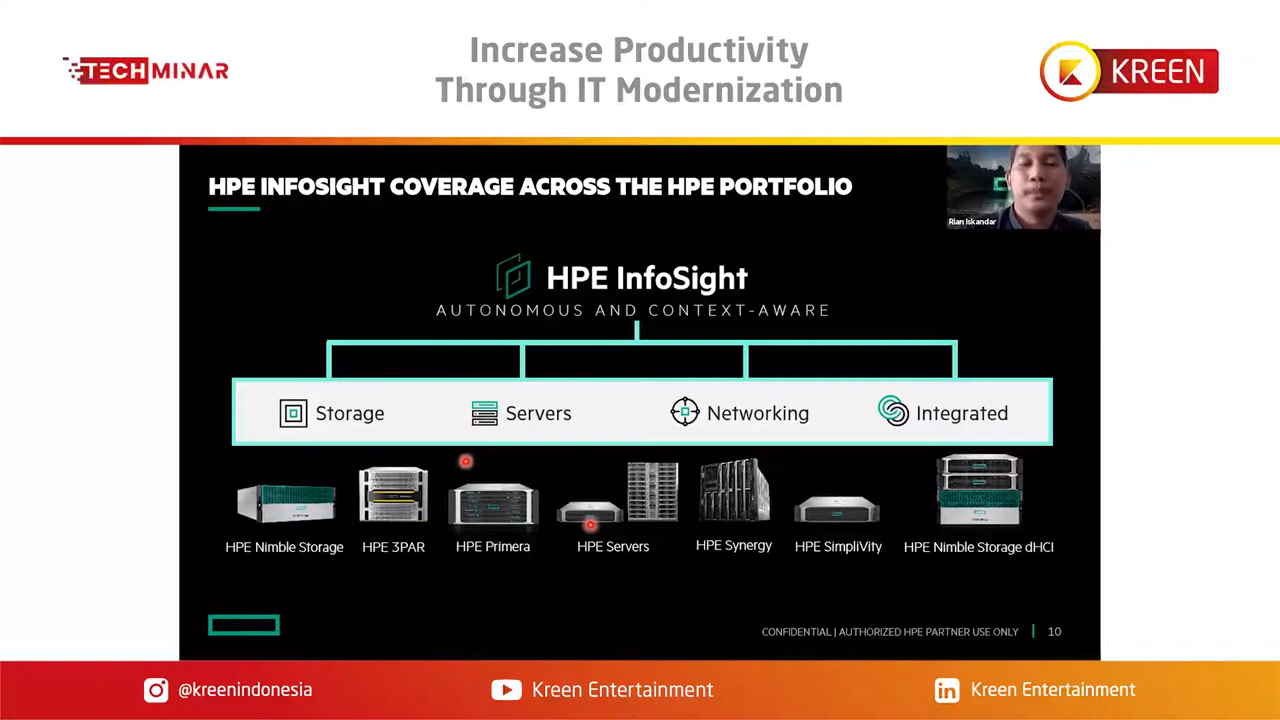 Increase Productivity
Through IT Modernization
TECHMINAR
KREEN
HPE INFOSIGHT COVERAGE ACROSS THE HPE PORTFOLIO
Rian Iskandar
HPE InfoSight
AUTONOMOUS AND CONTEXT-AWARE
Storage
Servers
Networking
Integrated
HPE Nimble Storage
HPE 3PAR
HPE Primera
HPE Servers
HPE Synergy
HPE SimpliVity
HPE Nimble Storage dHCI
CONFIDENTIAL | AUTHORIZED HPE PARTNER USE ONLY | 10
@kreenindonesia
Kreen Entertainment
Kreen Entertainment